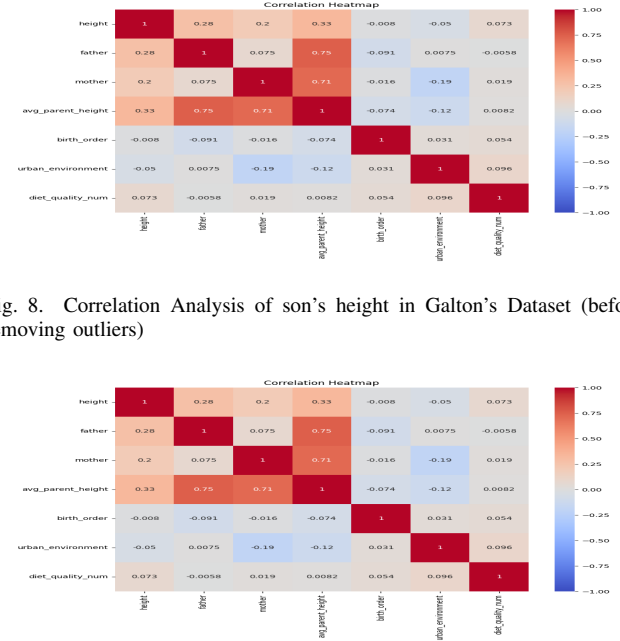 Correlation Heatmap
height 1 0.28 0.2 0.33 -0.008 -0.05 0.073 1.00
father 0.28 1 0.075 0.75 -0.091 0.0075 -0.0058 0.75
mother 0.2 0.075 1 0.71 -0.016 -0.19 0.019 0.50
avg_parent_height 0.33 0.75 0.71 1 -0.074 -0.12 0.0082 0.25
0.00
birth_order -0.008 -0.091 -0.016 -0.074 1 0.031 0.054 −0.25
urban_environment -0.05 0.0075 -0.19 -0.12 0.031 1 0.096 −0.50
diet_quality_num 0.073 -0.0058 0.019 0.0082 0.054 0.096 1 −0.75
−1.00
height father mother avg_parent_height birth_order urban_environment diet_quality_num
g. 8. Correlation Analysis of son's height in Galton's Dataset (befo
moving outliers)
Correlation Heatmap
height 1 0.28 0.2 0.33 -0.008 -0.05 0.073 1.00
father 0.28 1 0.075 0.75 -0.091 0.0075 -0.0058 0.75
mother 0.2 0.075 1 0.71 -0.016 -0.19 0.019 0.50
avg_parent_height 0.33 0.75 0.71 1 -0.074 -0.12 0.0082 0.25
0.00
birth_order -0.008 -0.091 -0.016 -0.074 1 0.031 0.054 −0.25
urban_environment -0.05 0.0075 -0.19 -0.12 0.031 1 0.096 −0.50
diet_quality_num 0.073 -0.0058 0.019 0.0082 0.054 0.096 1 −0.75
−1.00
height father mother avg_parent_height birth_order urban_environment diet_quality_num